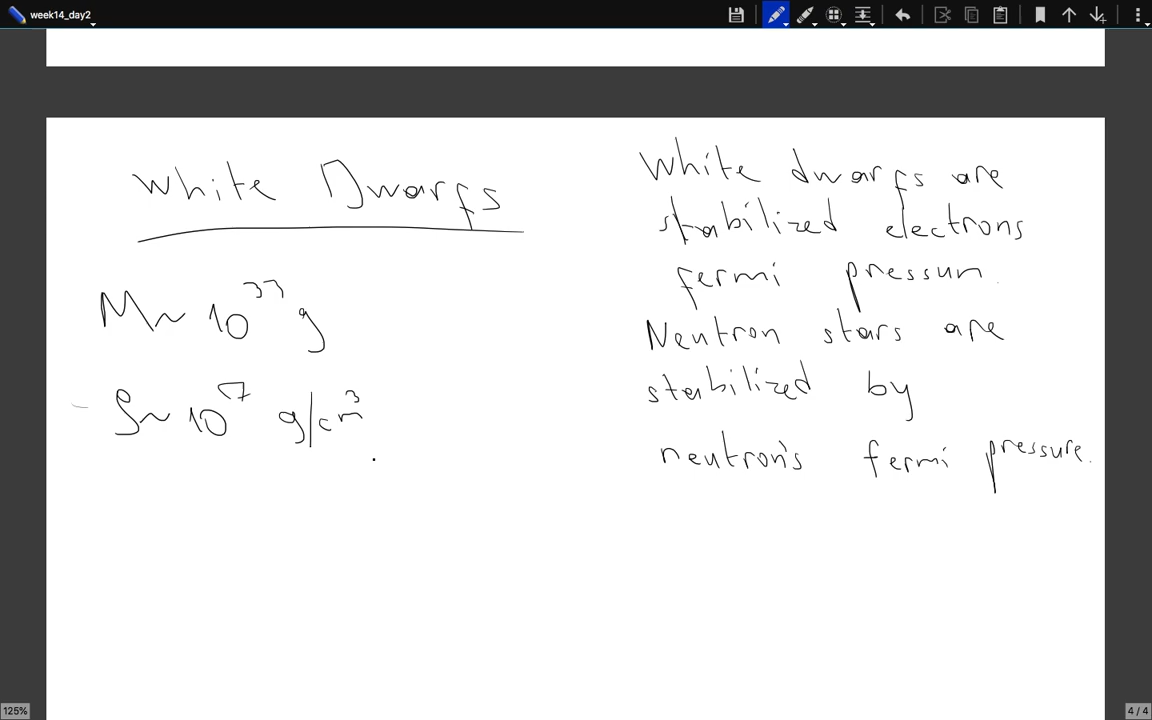 week14_day2
White Dwarfs
M ~ 10^33 g
ρ ~ 10^7 g/cm^3
White dwarfs are
stabilized electrons
fermi pressur.
Neutron stars are
stabilized by
neutron's fermi pressure.
125%
4 / 4